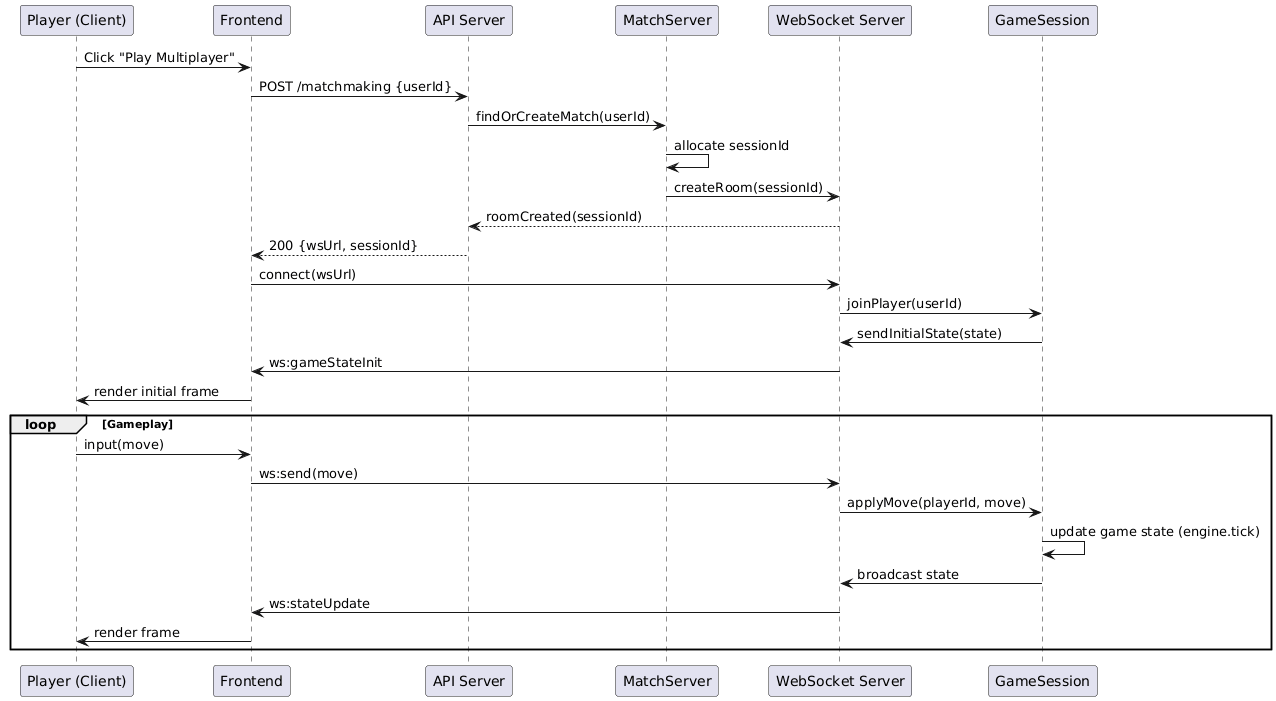 Player (Client) Frontend API Server MatchServer WebSocket Server GameSession
Click "Play Multiplayer"
POST /matchmaking {userId}
findOrCreateMatch(userId)
allocate sessionId
createRoom(sessionId)
roomCreated(sessionId)
200 {wsUrl, sessionId}
connect(wsUrl)
joinPlayer(userId)
sendInitialState(state)
ws:gameStateInit
render initial frame
loop [Gameplay]
input(move)
ws:send(move)
applyMove(playerId, move)
update game state (engine.tick)
broadcast state
ws:stateUpdate
render frame
Player (Client) Frontend API Server MatchServer WebSocket Server GameSession